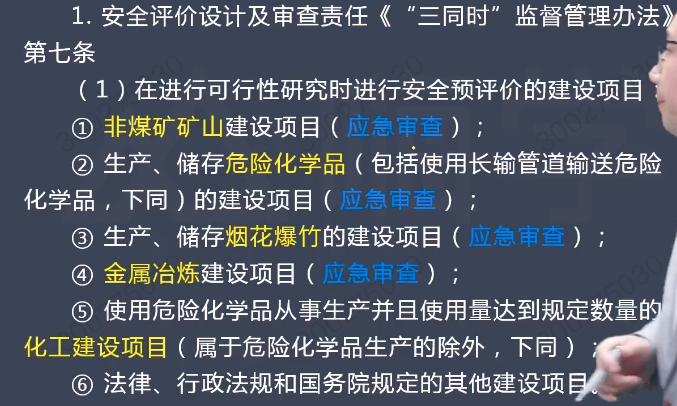 1. 安全评价设计及审查责任《“三同时”监督管理办法》
第七条
（1）在进行可行性研究时进行安全预评价的建设项目
① 非煤矿矿山建设项目（应急审查）；
② 生产、储存危险化学品（包括使用长输管道输送危险
化学品，下同）的建设项目（应急审查）；
③ 生产、储存烟花爆竹的建设项目（应急审查）；
④ 金属冶炼建设项目（应急审查）；
⑤ 使用危险化学品从事生产并且使用量达到规定数量的
化工建设项目（属于危险化学品生产的除外，下同）；
⑥ 法律、行政法规和国务院规定的其他建设项目。